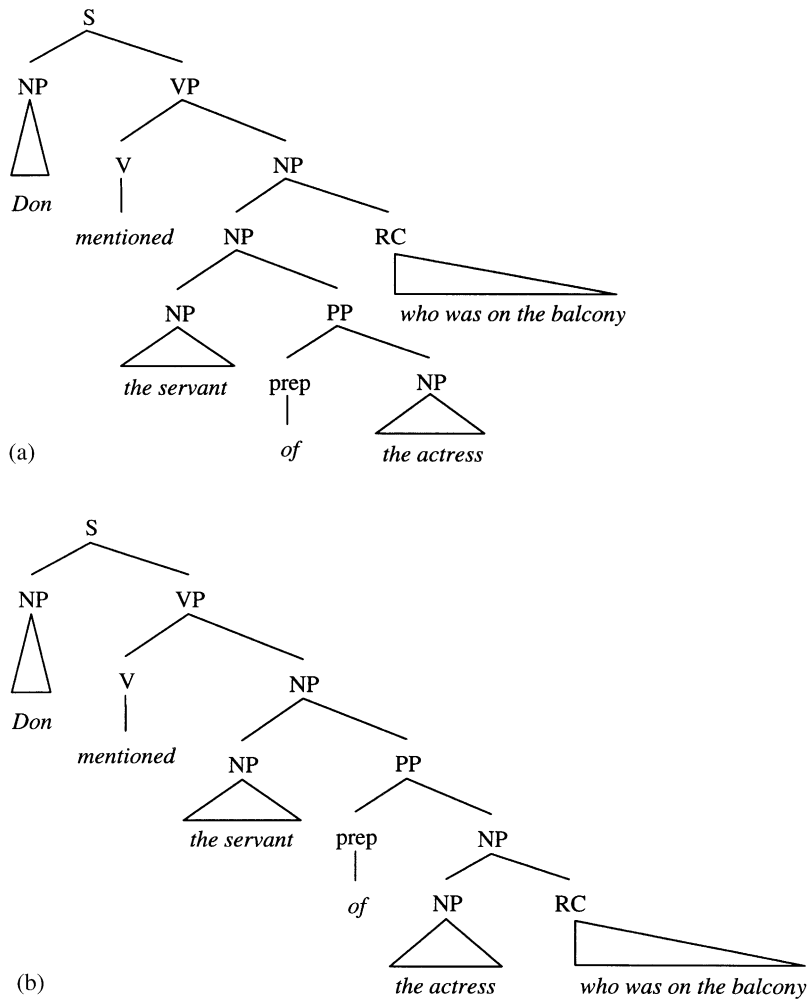 S
NP VP
V NP
Don
mentioned NP RC
NP PP who was on the balcony
the servant prep NP
(a) of the actress
S
NP VP
V NP
Don
mentioned NP PP
the servant prep NP
of NP RC
(b) the actress who was on the balcony